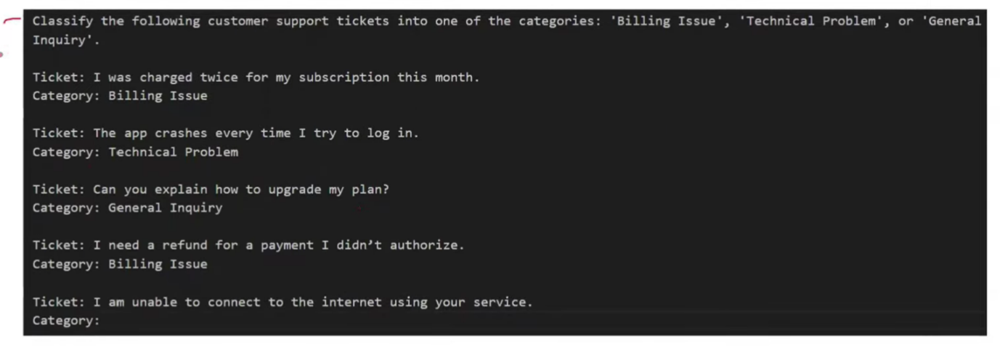 Classify the following customer support tickets into one of the categories: 'Billing Issue', 'Technical Problem', or 'General
Inquiry'.
Ticket: I was charged twice for my subscription this month.
Category: Billing Issue
Ticket: The app crashes every time I try to log in.
Category: Technical Problem
Ticket: Can you explain how to upgrade my plan?
Category: General Inquiry
Ticket: I need a refund for a payment I didn’t authorize.
Category: Billing Issue
Ticket: I am unable to connect to the internet using your service.
Category: